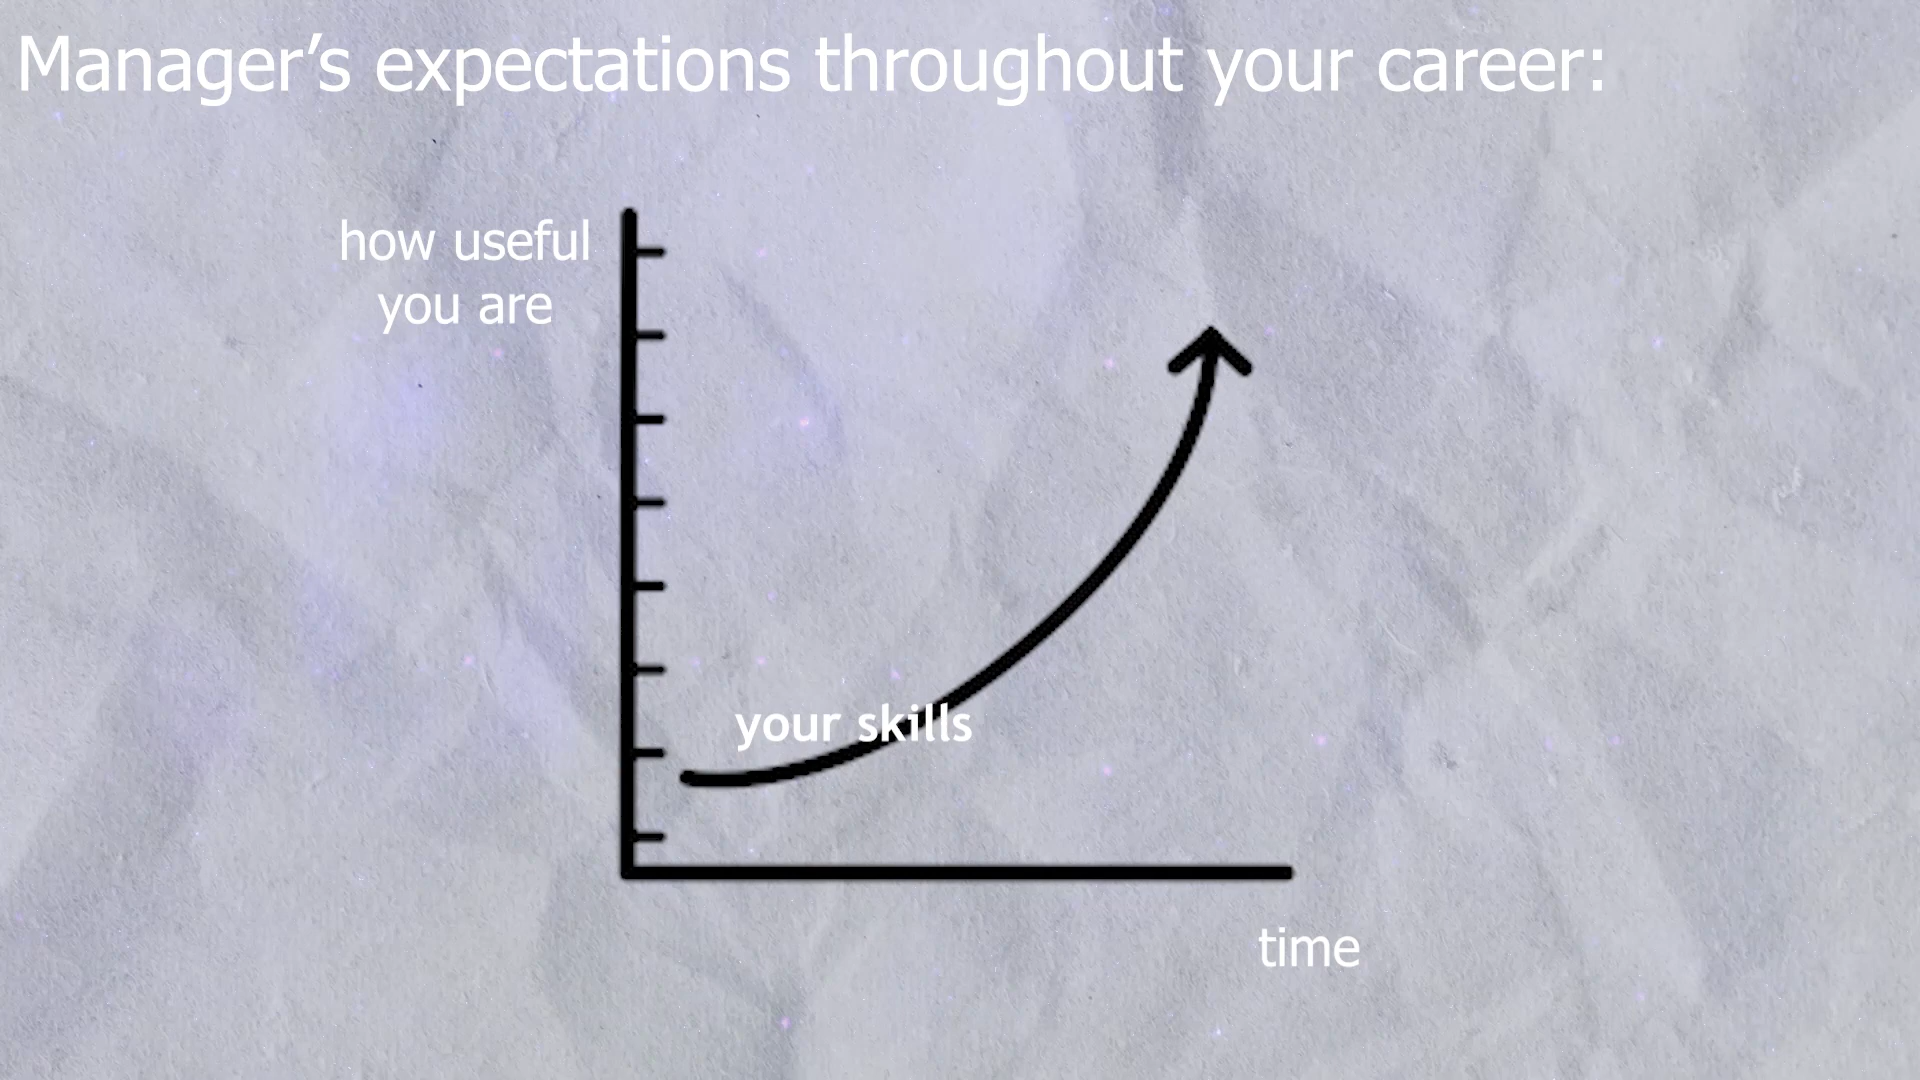 Manager’s expectations throughout your career:
how useful
you are
your skills
time